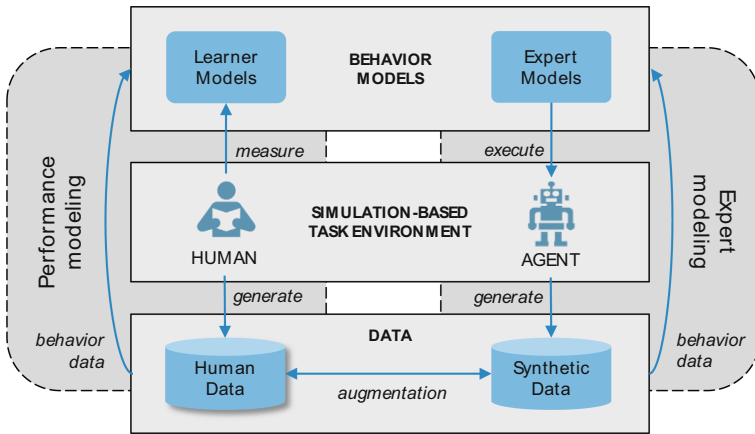 Learner
Models
BEHAVIOR
MODELS
Expert
Models
measure
execute
Performance
modeling
Expert
modeling
SIMULATION-BASED
TASK ENVIRONMENT
HUMAN
AGENT
generate
generate
behavior
data
DATA
behavior
data
Human
Data
augmentation
Synthetic
Data